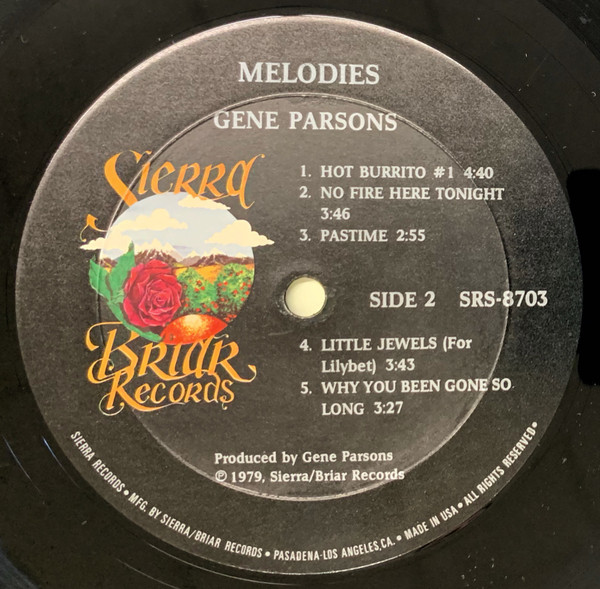 MELODIES
GENE PARSONS
Sierra
Briar
Records
1. HOT BURRITO #1 4:40
2. NO FIRE HERE TONIGHT
3:46
3. PASTIME 2:55
SIDE 2 SRS-8703
4. LITTLE JEWELS (For
Lilybet) 3:43
5. WHY YOU BEEN GONE SO
LONG 3:27
Produced by Gene Parsons
℗ 1979, Sierra/Briar Records
SIERRA RECORDS • MFG. BY SIERRA/BRIAR RECORDS • PASADENA-LOS ANGELES, CA. • MADE IN USA • ALL RIGHTS RESERVED •